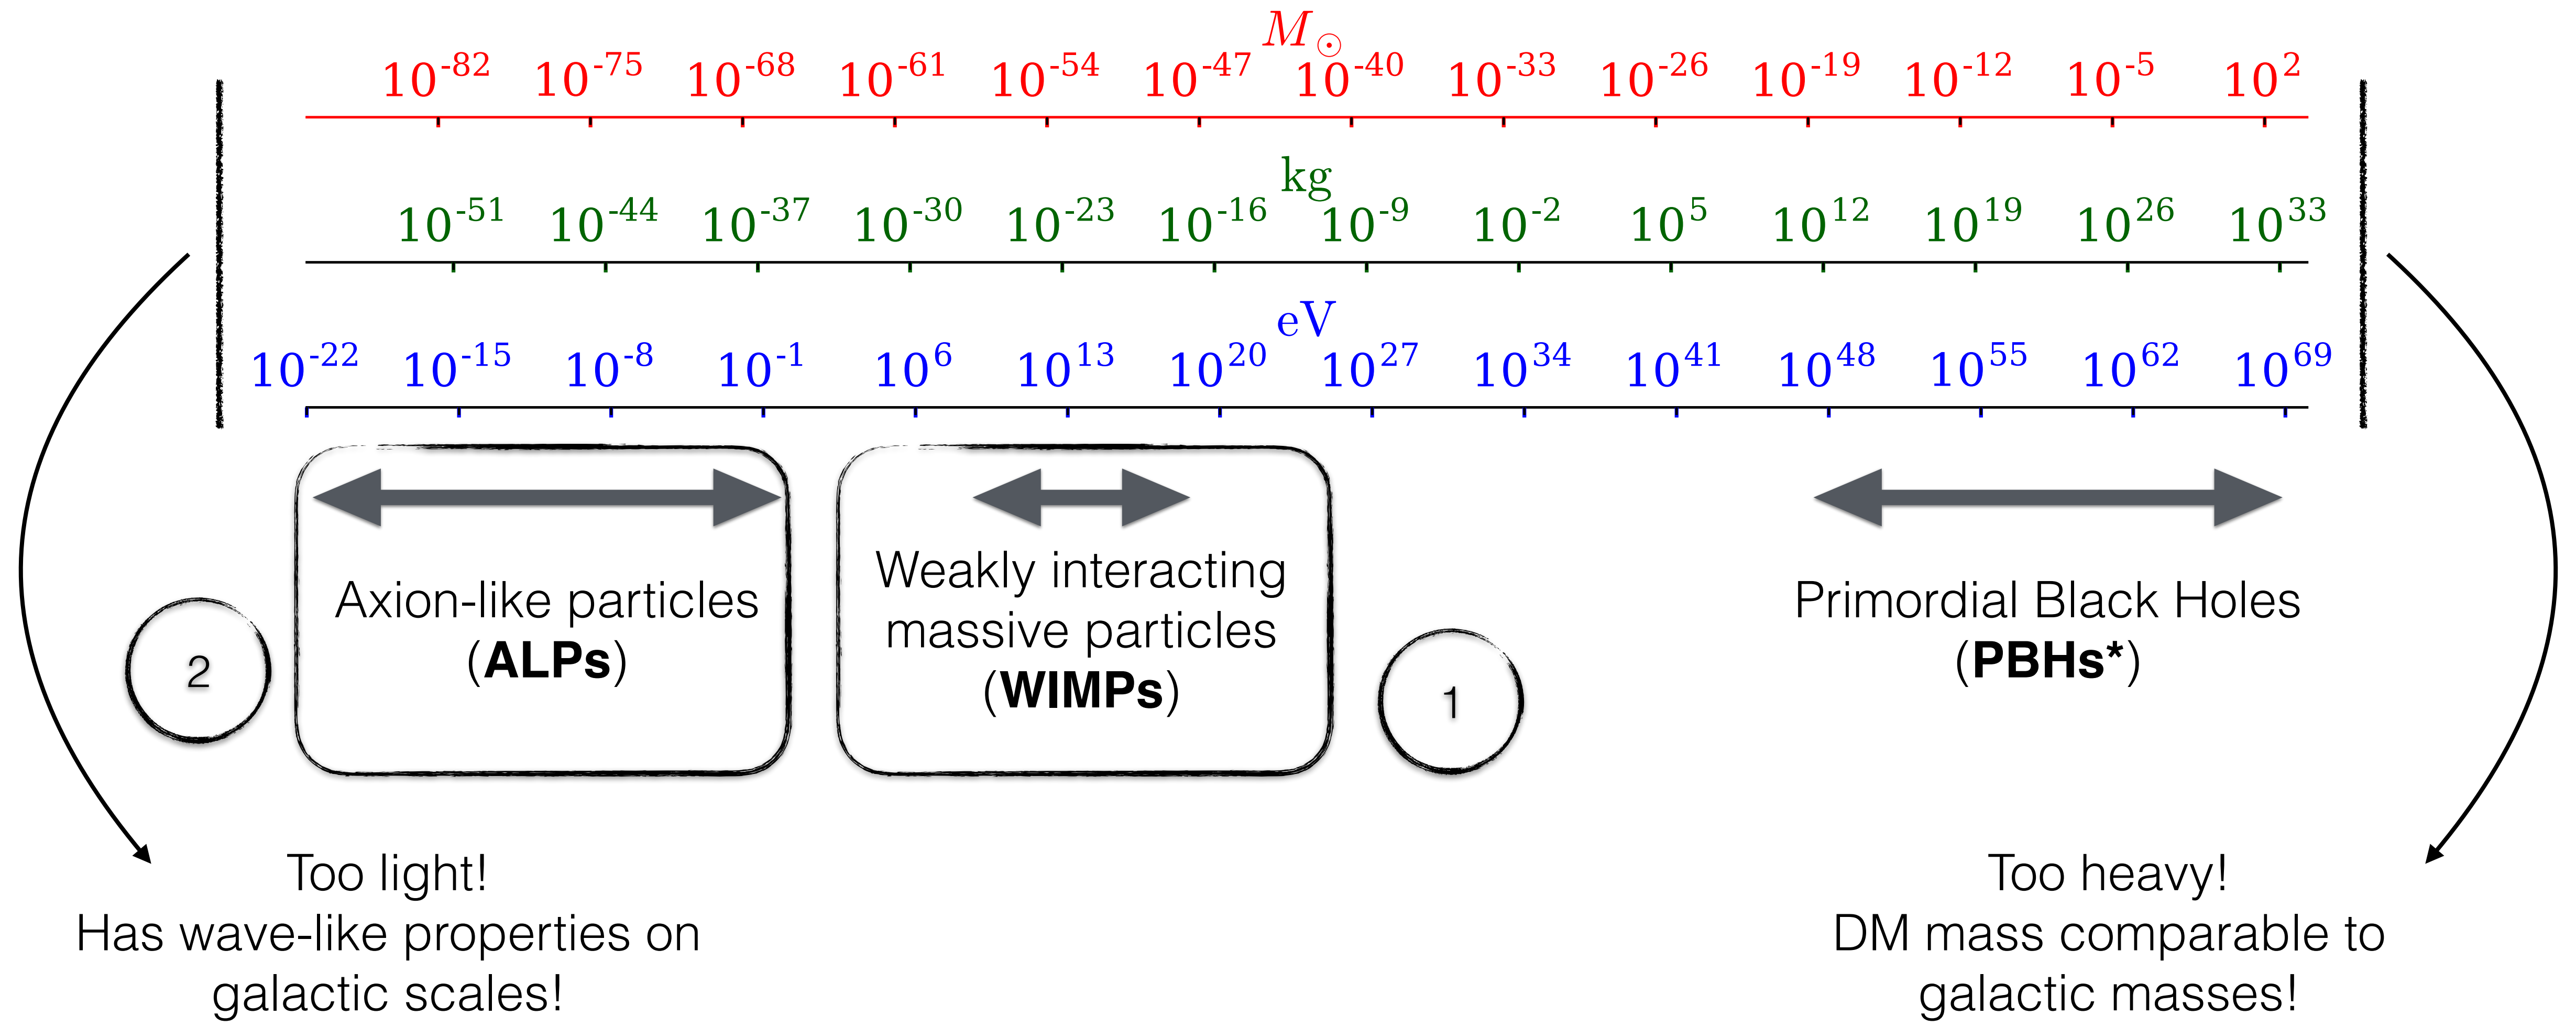 M☉
10⁻⁸² 10⁻⁷⁵ 10⁻⁶⁸ 10⁻⁶¹ 10⁻⁵⁴ 10⁻⁴⁷ 10⁻⁴⁰ 10⁻³³ 10⁻²⁶ 10⁻¹⁹ 10⁻¹² 10⁻⁵ 10²
kg
10⁻⁵¹ 10⁻⁴⁴ 10⁻³⁷ 10⁻³⁰ 10⁻²³ 10⁻¹⁶ 10⁻⁹ 10⁻² 10⁵ 10¹² 10¹⁹ 10²⁶ 10³³
eV
10⁻²² 10⁻¹⁵ 10⁻⁸ 10⁻¹ 10⁶ 10¹³ 10²⁰ 10²⁷ 10³⁴ 10⁴¹ 10⁴⁸ 10⁵⁵ 10⁶² 10⁶⁹
2
Axion-like particles
(ALPs)
Weakly interacting
massive particles
(WIMPs)
1
Primordial Black Holes
(PBHs*)
Too light!
Has wave-like properties on
galactic scales!
Too heavy!
DM mass comparable to
galactic masses!